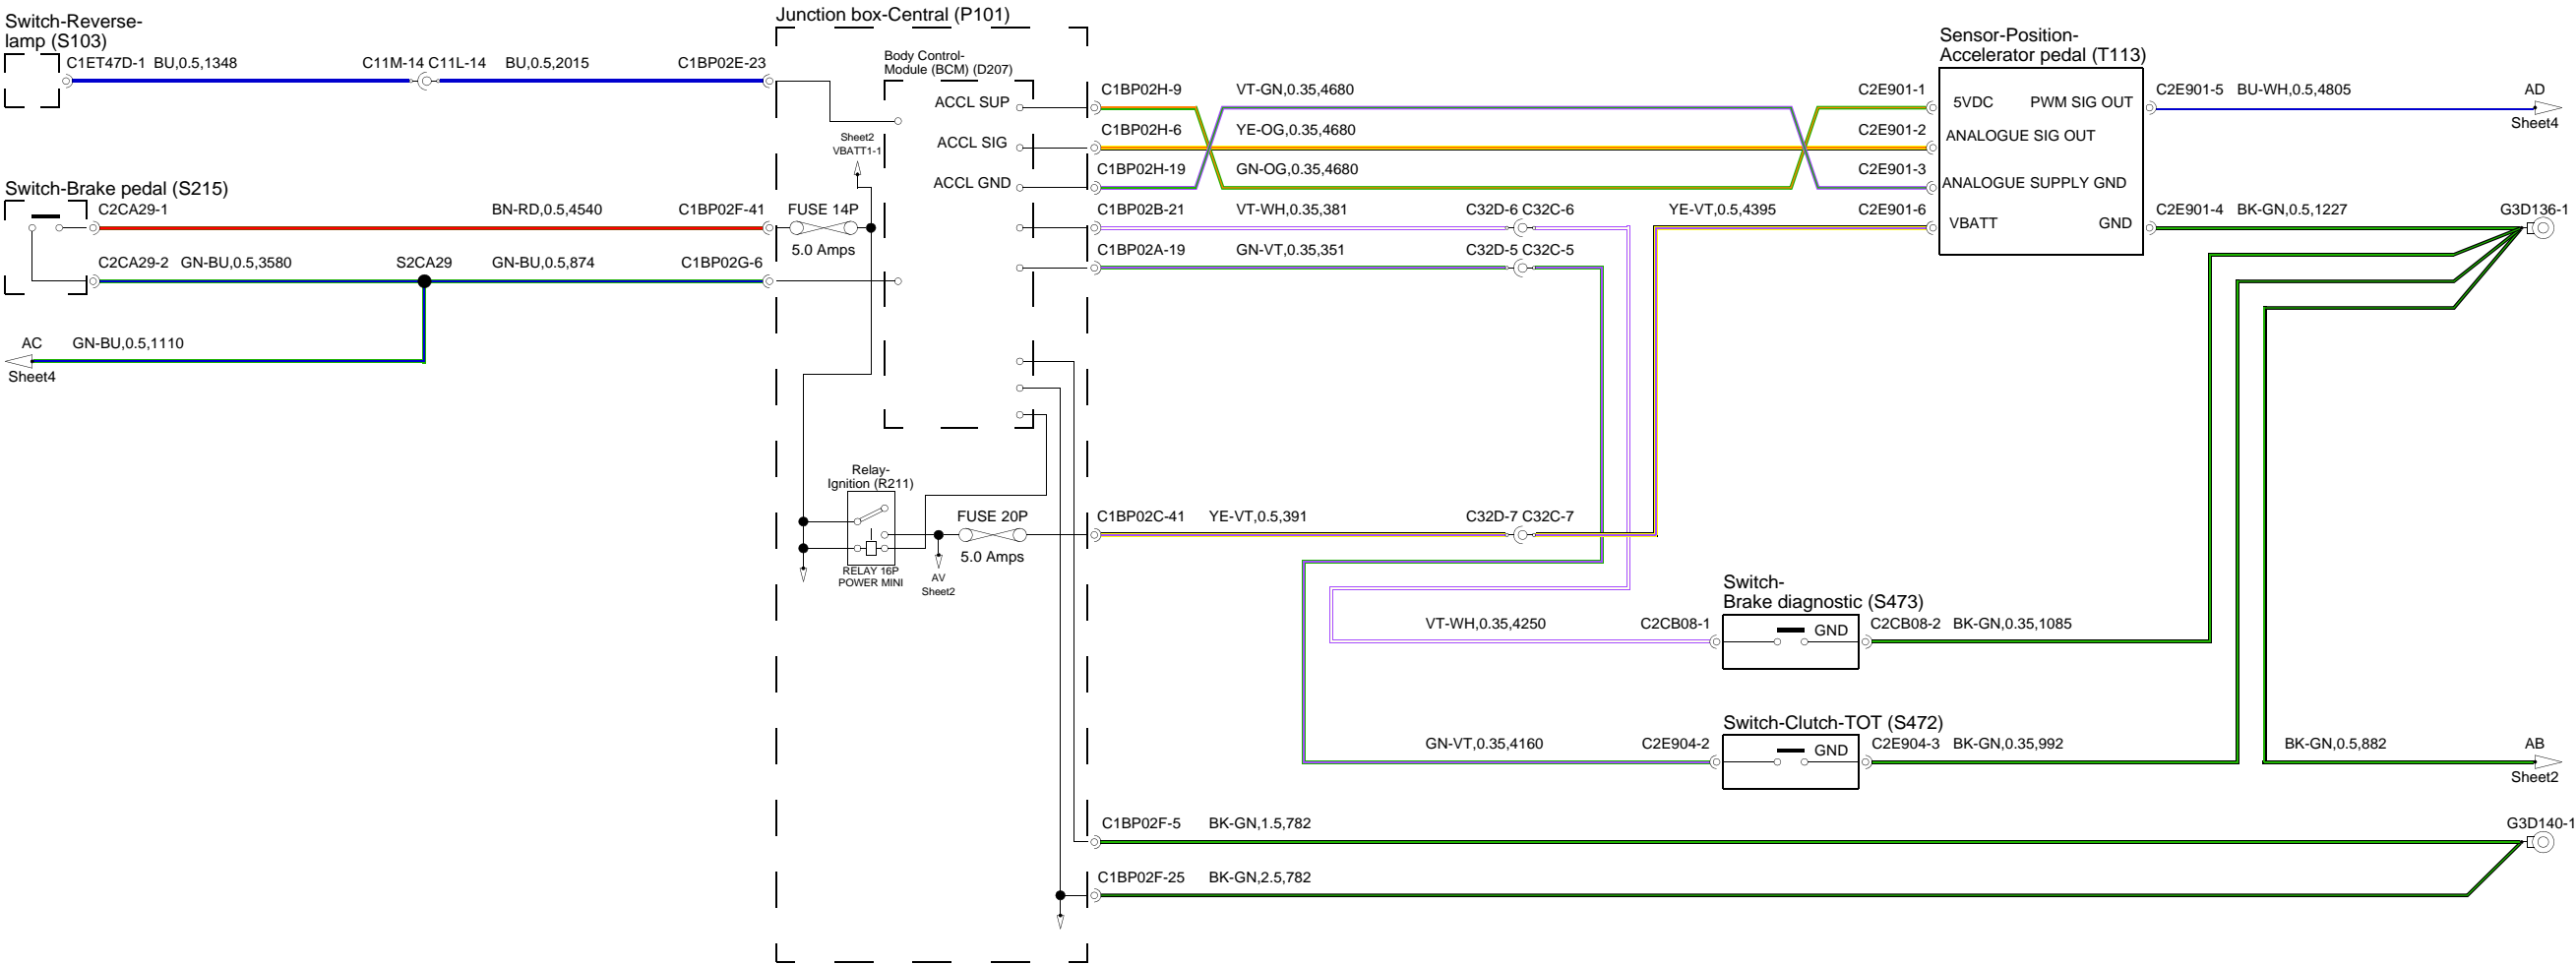 Switch-Reverse-
lamp (S103)
C1ET47D-1 BU,0.5,1348
C11M-14 C11L-14
BU,0.5,2015
C1BP02E-23
Switch-Brake pedal (S215)
C2CA29-1
BN-RD,0.5,4540
C1BP02F-41
C2CA29-2 GN-BU,0.5,3580
S2CA29
GN-BU,0.5,874
C1BP02G-6
AC
GN-BU,0.5,1110
Sheet4
Junction box-Central (P101)
Body Control-
Module (BCM) (D207)
ACCL SUP
ACCL SIG
ACCL GND
Sheet2
VBATT1-1
FUSE 14P
5.0 Amps
Relay-
Ignition (R211)
RELAY 16P
POWER MINI
FUSE 20P
5.0 Amps
AV
Sheet2
C1BP02H-9
VT-GN,0.35,4680
C2E901-1
C1BP02H-6
YE-OG,0.35,4680
C2E901-2
C1BP02H-19
GN-OG,0.35,4680
C2E901-3
C1BP02B-21
VT-WH,0.35,381
C32D-6 C32C-6
YE-VT,0.5,4395
C2E901-6
C1BP02A-19
GN-VT,0.35,351
C32D-5 C32C-5
C1BP02C-41
YE-VT,0.5,391
C32D-7 C32C-7
Sensor-Position-
Accelerator pedal (T113)
5VDC
PWM SIG OUT
ANALOGUE SIG OUT
ANALOGUE SUPPLY GND
VBATT
GND
C2E901-5 BU-WH,0.5,4805
AD
Sheet4
C2E901-4 BK-GN,0.5,1227
G3D136-1
Switch-
Brake diagnostic (S473)
VT-WH,0.35,4250
C2CB08-1
GND
C2CB08-2 BK-GN,0.35,1085
Switch-Clutch-TOT (S472)
GN-VT,0.35,4160
C2E904-2
GND
C2E904-3 BK-GN,0.35,992
BK-GN,0.5,882
AB
Sheet2
C1BP02F-5
BK-GN,1.5,782
G3D140-1
C1BP02F-25
BK-GN,2.5,782